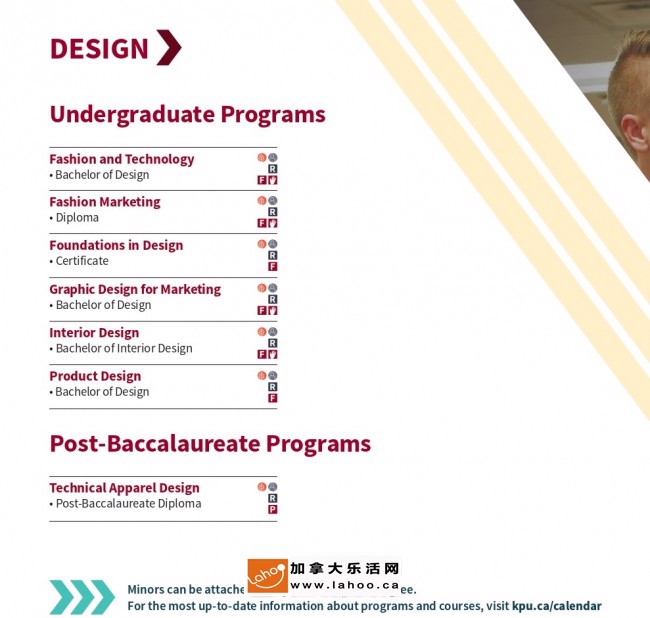 DESIGN
Undergraduate Programs
Fashion and Technology
• Bachelor of Design
R
F
Fashion Marketing
• Diploma
R
F
Foundations in Design
• Certificate
R
F
Graphic Design for Marketing
• Bachelor of Design
R
F
Interior Design
• Bachelor of Interior Design
R
F
Product Design
• Bachelor of Design
R
F
Post-Baccalaureate Programs
Technical Apparel Design
• Post-Baccalaureate Diploma
R
P
Lahoo 加拿大乐活网
www.lahoo.ca
Minors can be attache ee.
For the most up-to-date information about programs and courses, visit kpu.ca/calendar